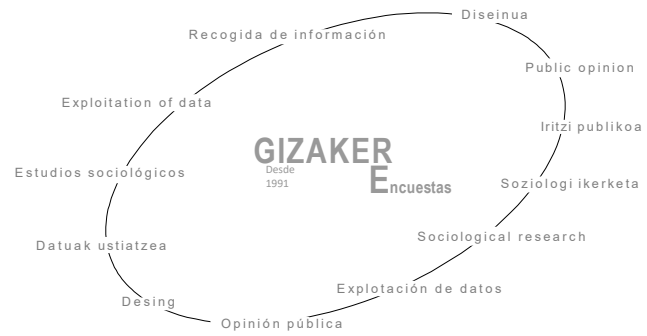 Diseinua
Recogida de información
Public opinion
Exploitation of data
Iritzi publikoa
GIZAKER
Desde
1991
Encuestas
Estudios sociológicos
Soziologi ikerketa
Sociological research
Datuak ustiatzea
Explotación de datos
Desing
Opinión pública